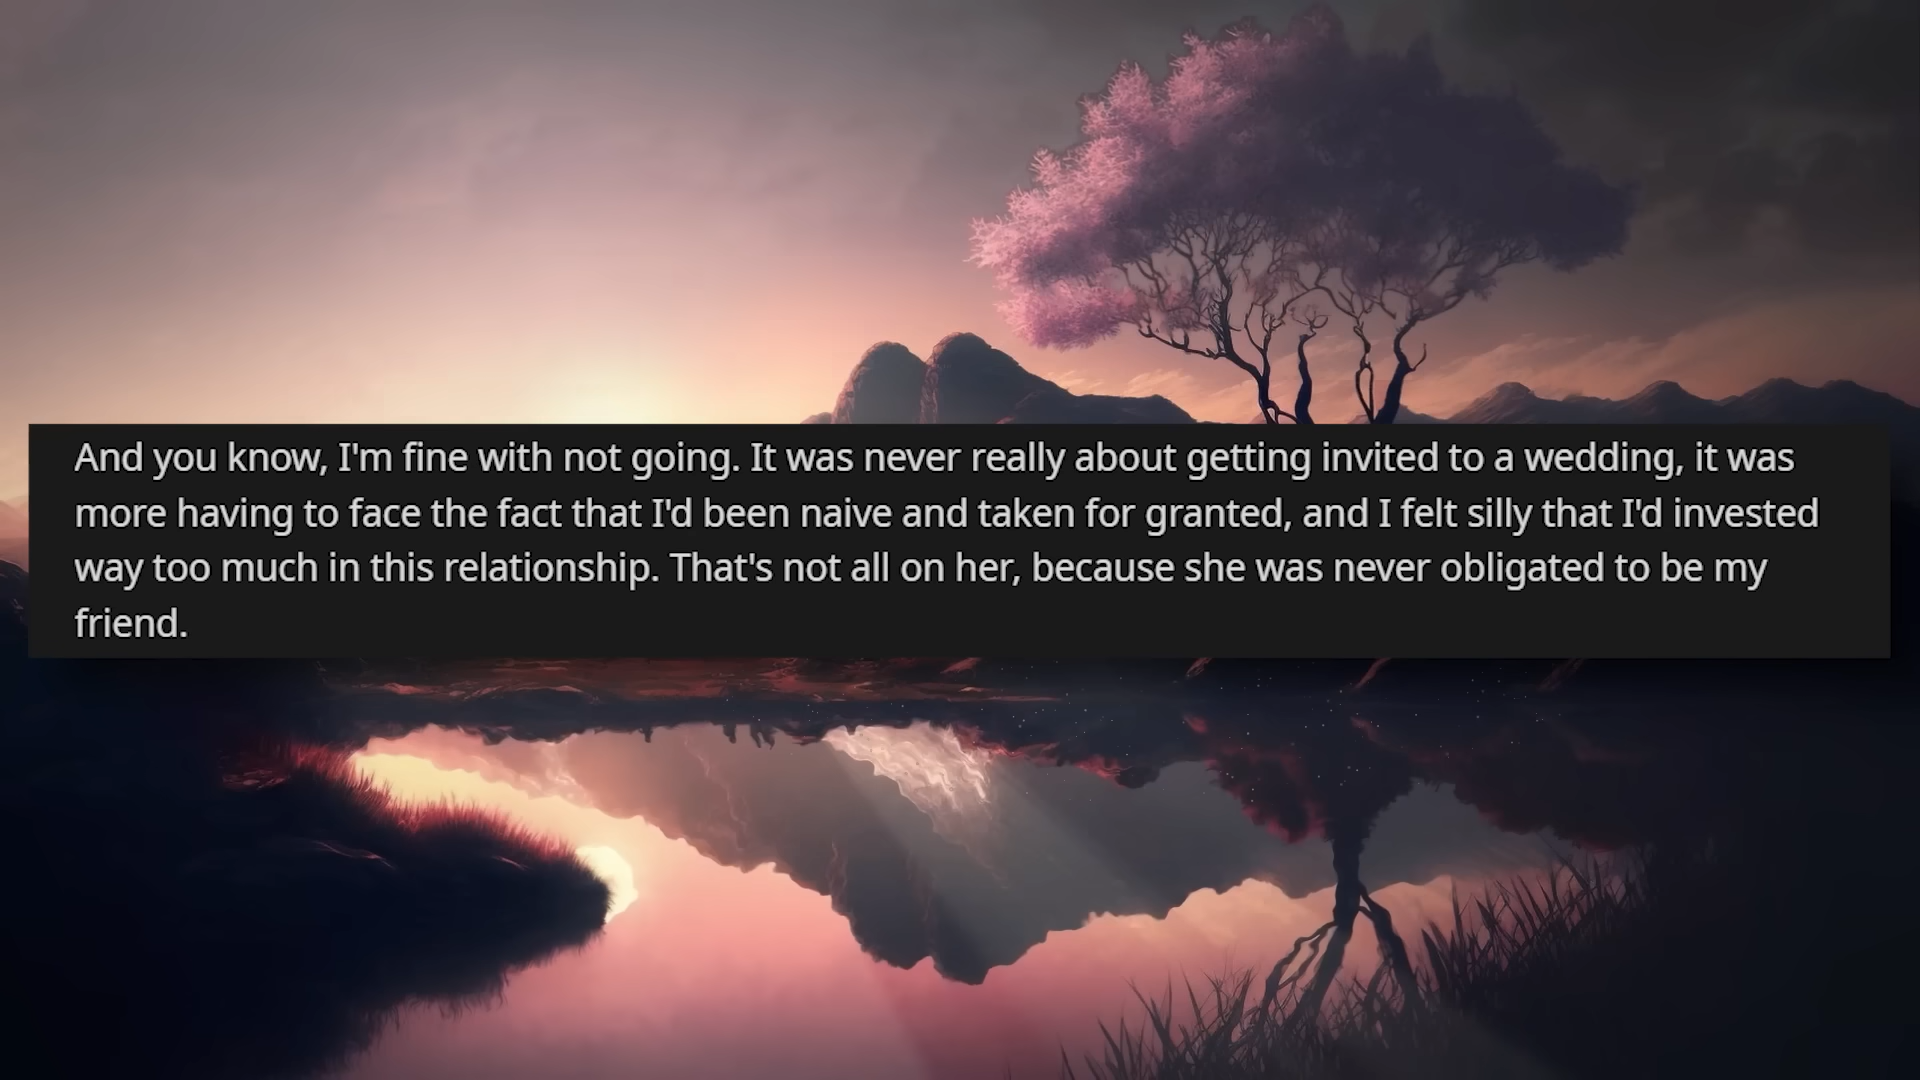 And you know, I'm fine with not going. It was never really about getting invited to a wedding, it was
more having to face the fact that I'd been naive and taken for granted, and I felt silly that I'd invested
way too much in this relationship. That's not all on her, because she was never obligated to be my
friend.